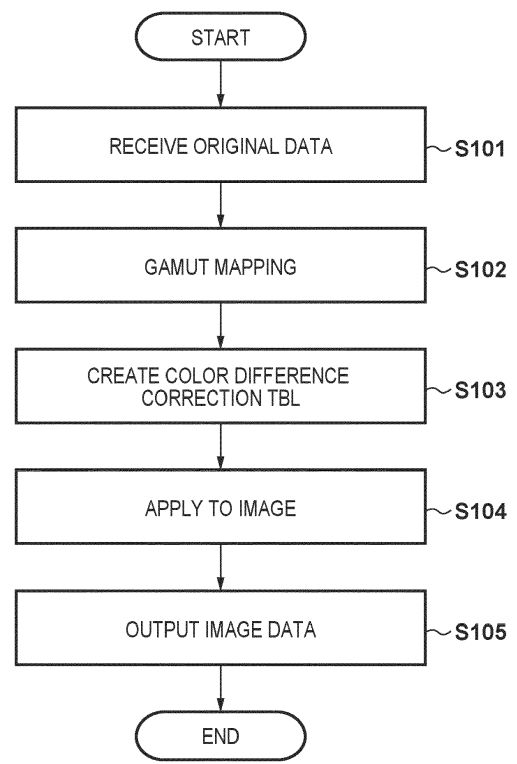 START
RECEIVE ORIGINAL DATA
S101
GAMUT MAPPING
S102
CREATE COLOR DIFFERENCE
CORRECTION TBL
S103
APPLY TO IMAGE
S104
OUTPUT IMAGE DATA
S105
END